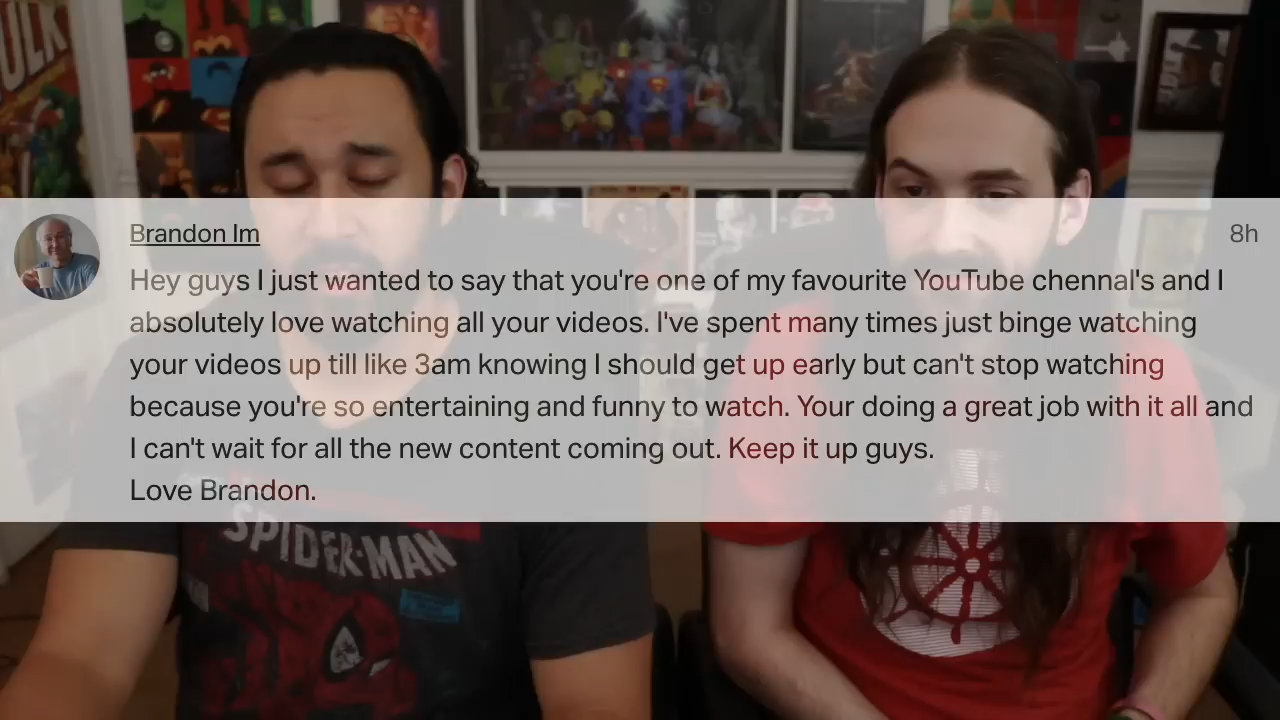 ULK
Brandon Im
8h
Hey guys I just wanted to say that you're one of my favourite YouTube chennal's and I
absolutely love watching all your videos. I've spent many times just binge watching
your videos up till like 3am knowing I should get up early but can't stop watching
because you're so entertaining and funny to watch. Your doing a great job with it all and
I can't wait for all the new content coming out. Keep it up guys.
Love Brandon.
SPIDER-MAN